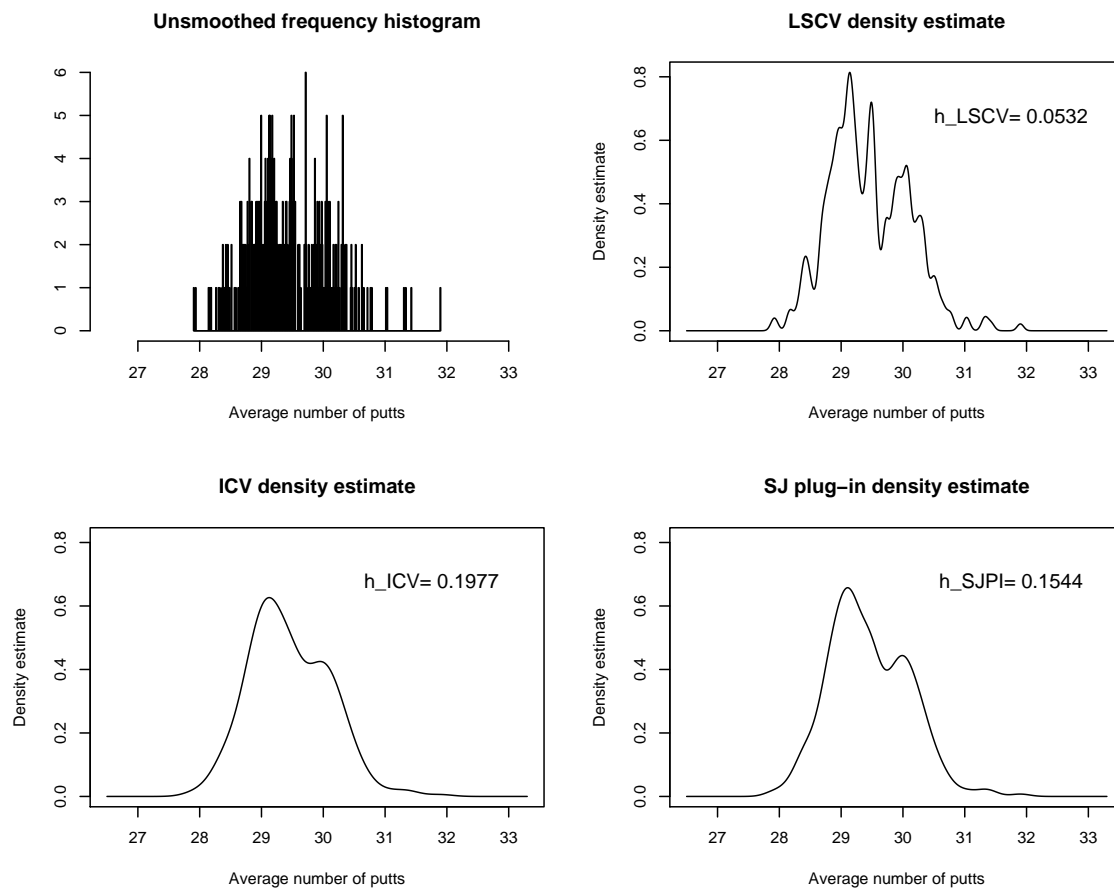 Unsmoothed frequency histogram
6
5
4
3
2
1
0
27 28 29 30 31 32 33
Average number of putts
LSCV density estimate
h_LSCV= 0.0532
Density estimate
0.8
0.6
0.4
0.2
0.0
27 28 29 30 31 32 33
Average number of putts
ICV density estimate
h_ICV= 0.1977
Density estimate
0.8
0.6
0.4
0.2
0.0
27 28 29 30 31 32 33
Average number of putts
SJ plug−in density estimate
h_SJPI= 0.1544
Density estimate
0.8
0.6
0.4
0.2
0.0
27 28 29 30 31 32 33
Average number of putts